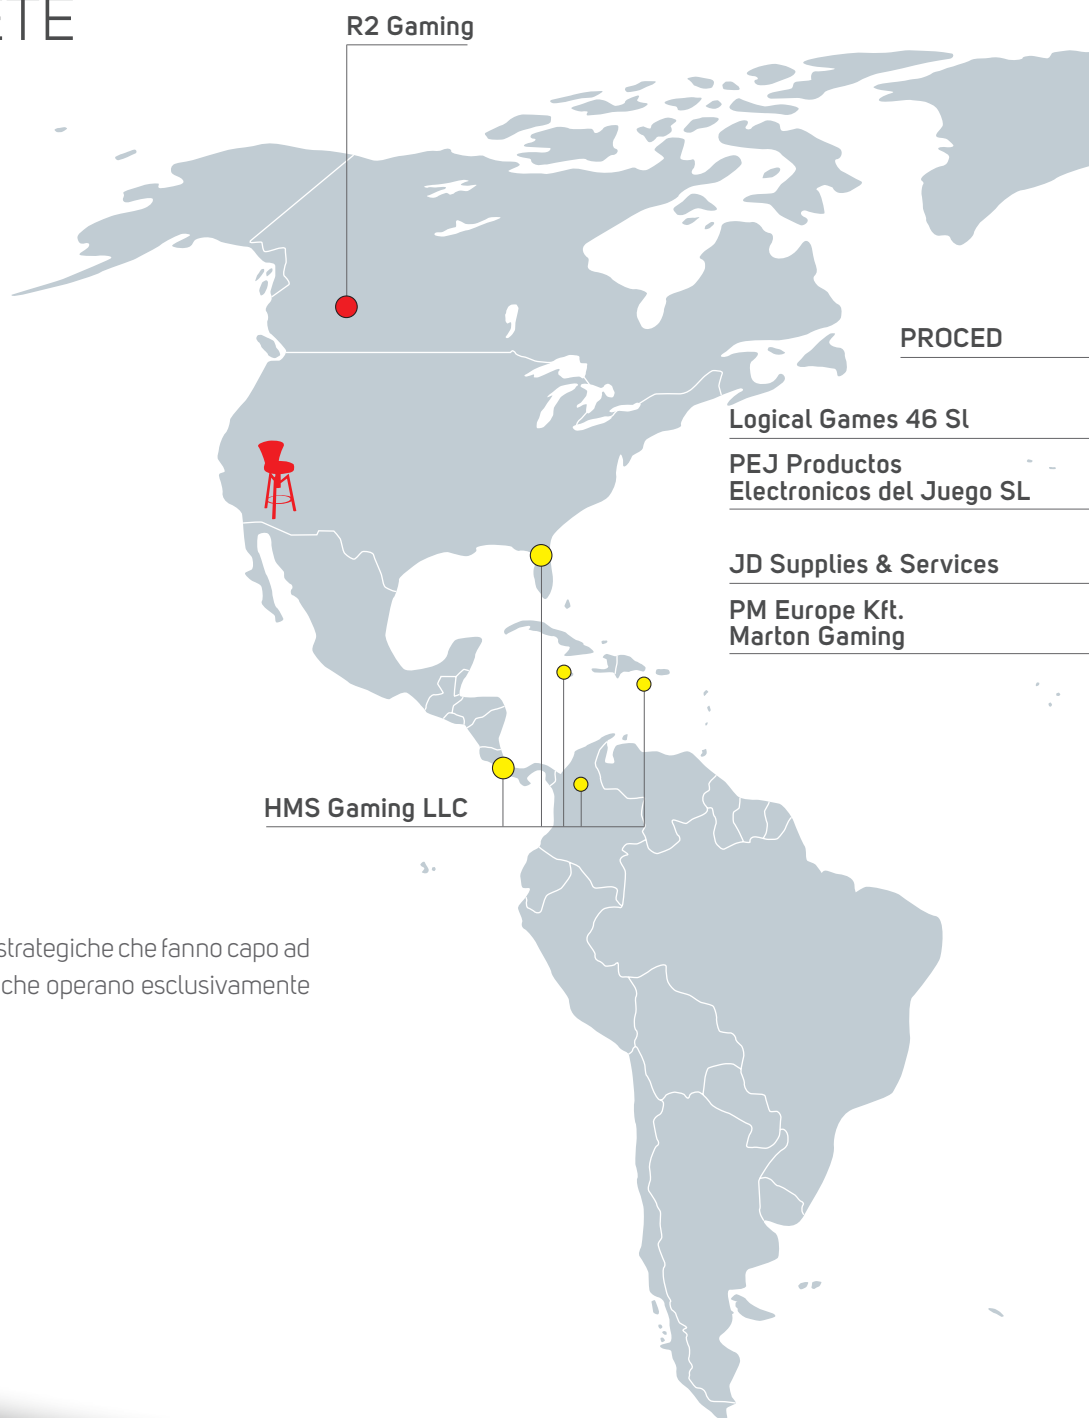 R2 Gaming
PROCED
Logical Games 46 Sl
PEJ Productos
Electronicos del Juego SL
JD Supplies & Services
PM Europe Kft.
Marton Gaming
HMS Gaming LLC
strategiche che fanno capo ad
che operano esclusivamente